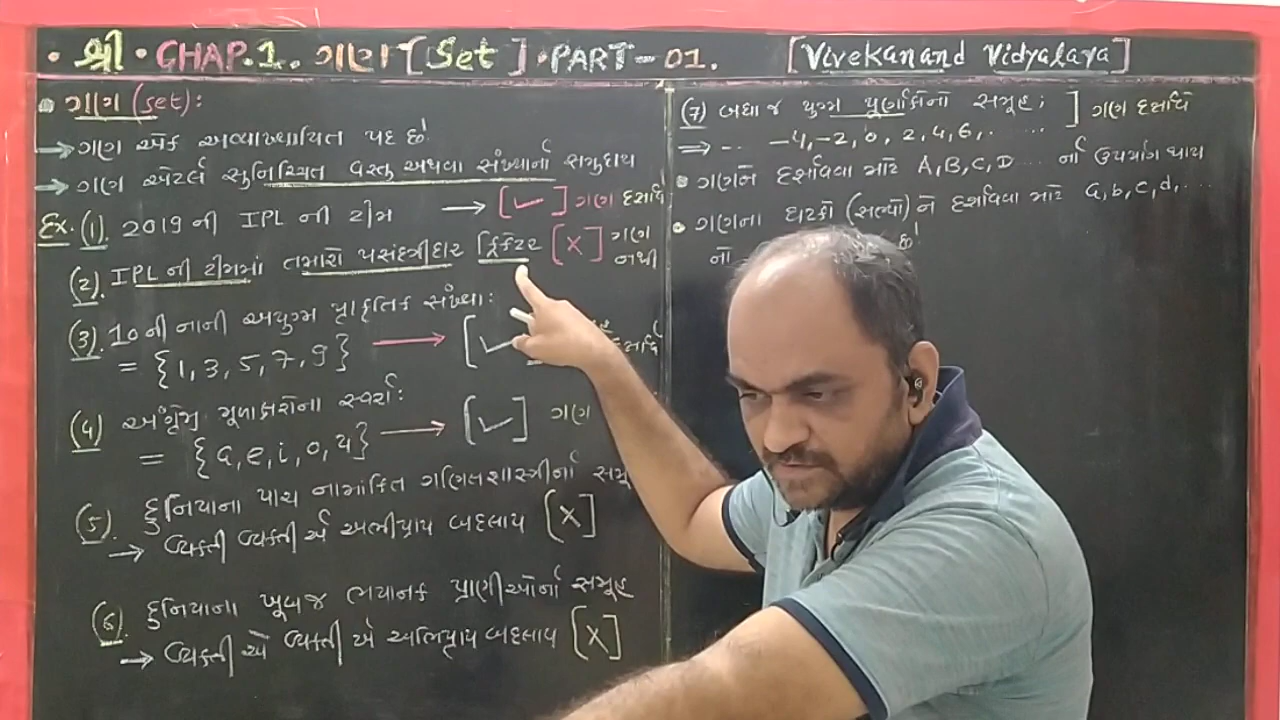 • શ્રી • CHAP.1. ગણ [Set] • PART - 01. [Vivekanand Vidyalaya]
• ગણ (set):
→ ગણ એક અવ્યાખ્યાયિત પદ છે.
→ ગણ એટલે સુનિશ્ચિત વસ્તુ અથવા સંખ્યાનો સમુદાય
Ex. (1) 2019 ની IPL ની ટીમ → [✓] ગણ દર્શાવે
(2). IPL ની ટીમમાં તમારો પસંદગીદાર ક્રિકેટર [X] ગણ નથી
(3) 10 ની નાની અયુગ્મ પ્રાકૃતિક સંખ્યા:
= {1, 3, 5, 7, 9} → [✓
(4) અંગ્રેજી મૂળાક્ષરોના સ્વરો:
= {a, e, i, o, u} → [✓] ગણ
(5). દુનિયાના પાચ નામાંકિત ગણિતશાસ્ત્રીનો સમૂ
→ વ્યક્તી વ્યક્તી એ અભીપ્રાય બદલાય [X]
(6). દુનિયાના ખૂબજ ભયાનક પ્રાણીઓનો સમૂહ
→ વ્યક્તી એ વ્યક્તી એ અભિપ્રાય બદલાય [X]
(7) બધા જ યુગ્મ પૂર્ણાંકોનો સમૂહ ; ] ગણ દર્શાવે
⇒ -- -4, -2, 0, 2, 4, 6, . .....
• ગણને દર્શાવવા માટે A, B, C, D .... નો ઉપયોગ થાય
• ગણના ઘટકો (સભ્યો) ને દર્શાવવા માટે a, b, c, d, ....
નો છે.